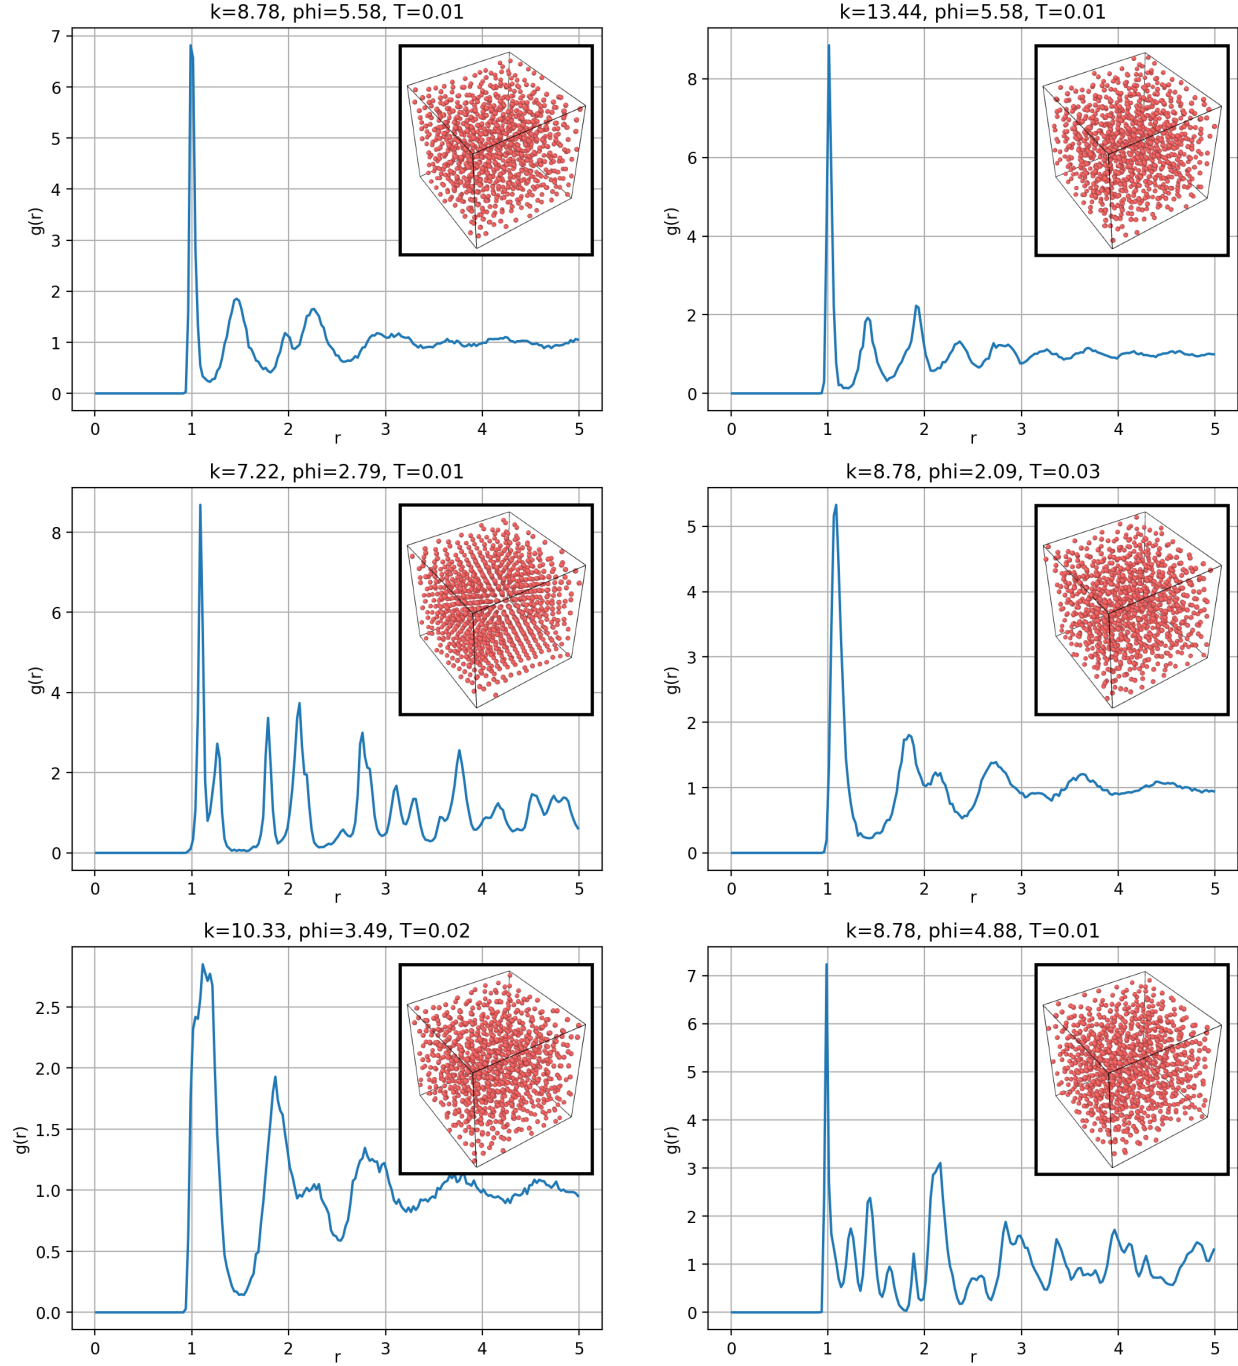 k=8.78, phi=5.58, T=0.01
7
6
5
4
3
2
1
0
g(r)
0 1 2 3 4 5
r
k=13.44, phi=5.58, T=0.01
8
6
4
2
0
g(r)
0 1 2 3 4 5
r
k=7.22, phi=2.79, T=0.01
8
6
4
2
0
g(r)
0 1 2 3 4 5
r
k=8.78, phi=2.09, T=0.03
5
4
3
2
1
0
g(r)
0 1 2 3 4 5
r
k=10.33, phi=3.49, T=0.02
2.5
2.0
1.5
1.0
0.5
0.0
g(r)
0 1 2 3 4 5
r
k=8.78, phi=4.88, T=0.01
7
6
5
4
3
2
1
0
g(r)
0 1 2 3 4 5
r